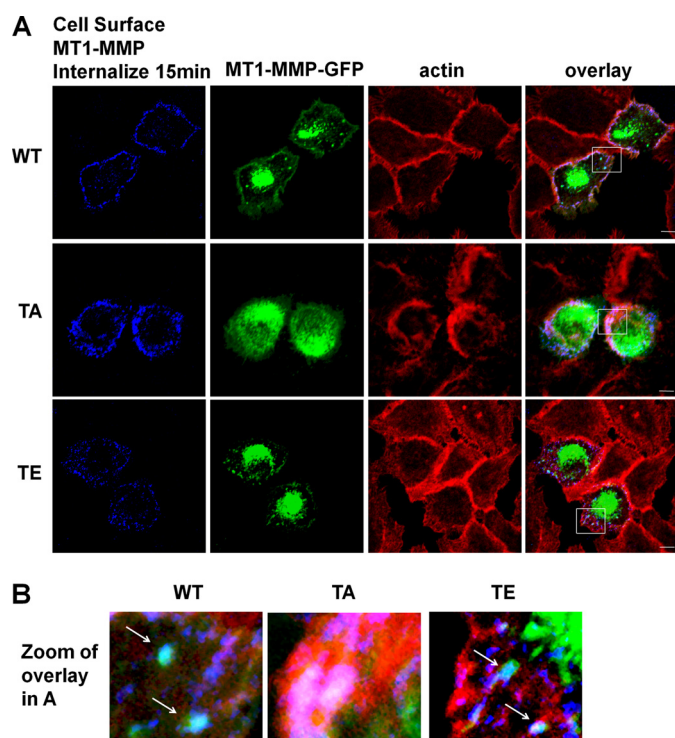 A
Cell Surface
MT1-MMP
Internalize 15min
MT1-MMP-GFP
actin
overlay
WT
TA
TE
B
WT
TA
TE
Zoom of
overlay
in A